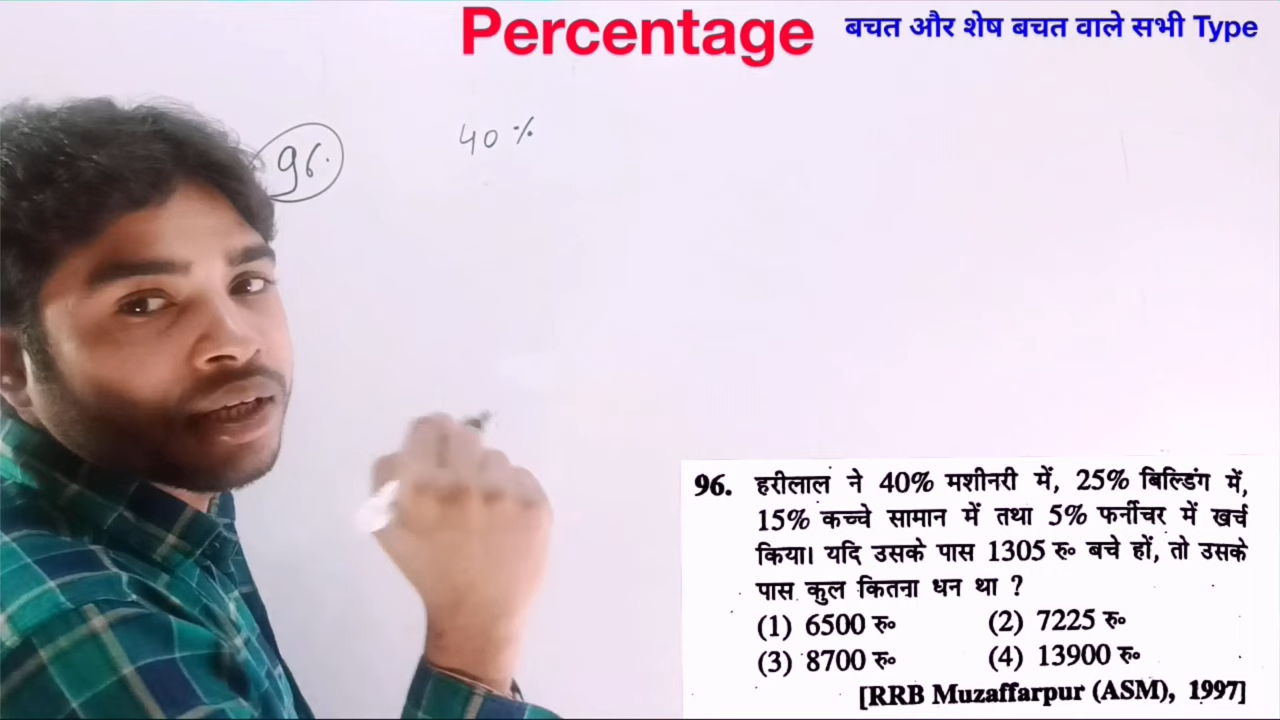 Percentage
बचत और शेष बचत वाले सभी Type
96.
40%
96. हरीलाल ने 40% मशीनरी में, 25% बिल्डिंग में,
15% कच्चे सामान में तथा 5% फर्नीचर में खर्च
किया। यदि उसके पास 1305 रु० बचे हों, तो उसके
पास कुल कितना धन था ?
(1) 6500 रु० (2) 7225 रु०
(3) 8700 रु० (4) 13900 रु०
[RRB Muzaffarpur (ASM), 1997]